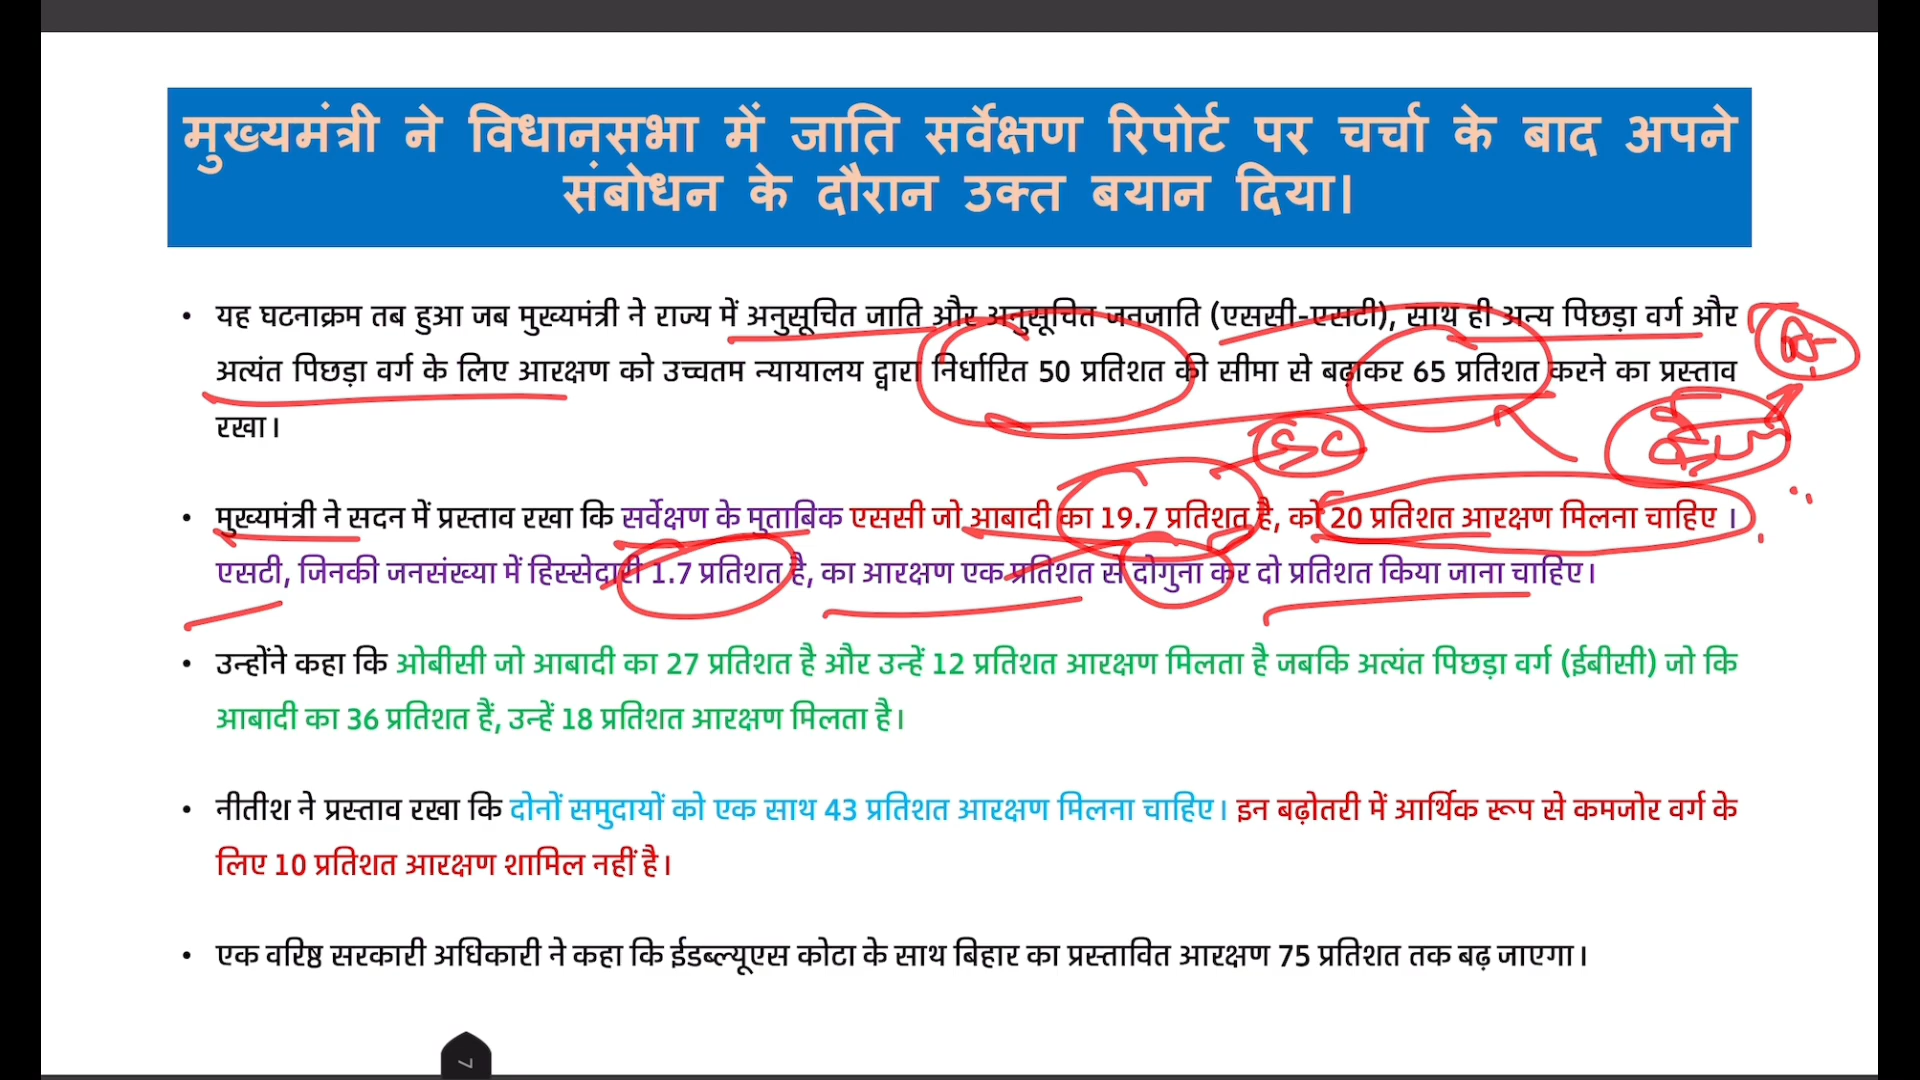 मुख्यमंत्री ने विधानसभा में जाति सर्वेक्षण रिपोर्ट पर चर्चा के बाद अपने
संबोधन के दौरान उक्त बयान दिया।
• यह घटनाक्रम तब हुआ जब मुख्यमंत्री ने राज्य में अनुसूचित जाति और अनुसूचित जनजाति (एससी-एसटी), साथ ही अन्य पिछड़ा वर्ग और
अत्यंत पिछड़ा वर्ग के लिए आरक्षण को उच्चतम न्यायालय द्वारा निर्धारित 50 प्रतिशत की सीमा से बढ़ाकर 65 प्रतिशत करने का प्रस्ताव
रखा।
SC
• मुख्यमंत्री ने सदन में प्रस्ताव रखा कि सर्वेक्षण के मुताबिक एससी जो आबादी का 19.7 प्रतिशत है, को 20 प्रतिशत आरक्षण मिलना चाहिए ।
एसटी, जिनकी जनसंख्या में हिस्सेदारी 1.7 प्रतिशत है, का आरक्षण एक प्रतिशत से दोगुना कर दो प्रतिशत किया जाना चाहिए।
• उन्होंने कहा कि ओबीसी जो आबादी का 27 प्रतिशत है और उन्हें 12 प्रतिशत आरक्षण मिलता है जबकि अत्यंत पिछड़ा वर्ग (ईबीसी) जो कि
आबादी का 36 प्रतिशत हैं, उन्हें 18 प्रतिशत आरक्षण मिलता है।
• नीतीश ने प्रस्ताव रखा कि दोनों समुदायों को एक साथ 43 प्रतिशत आरक्षण मिलना चाहिए। इन बढ़ोतरी में आर्थिक रूप से कमजोर वर्ग के
लिए 10 प्रतिशत आरक्षण शामिल नहीं है।
• एक वरिष्ठ सरकारी अधिकारी ने कहा कि ईडब्ल्यूएस कोटा के साथ बिहार का प्रस्तावित आरक्षण 75 प्रतिशत तक बढ़ जाएगा।